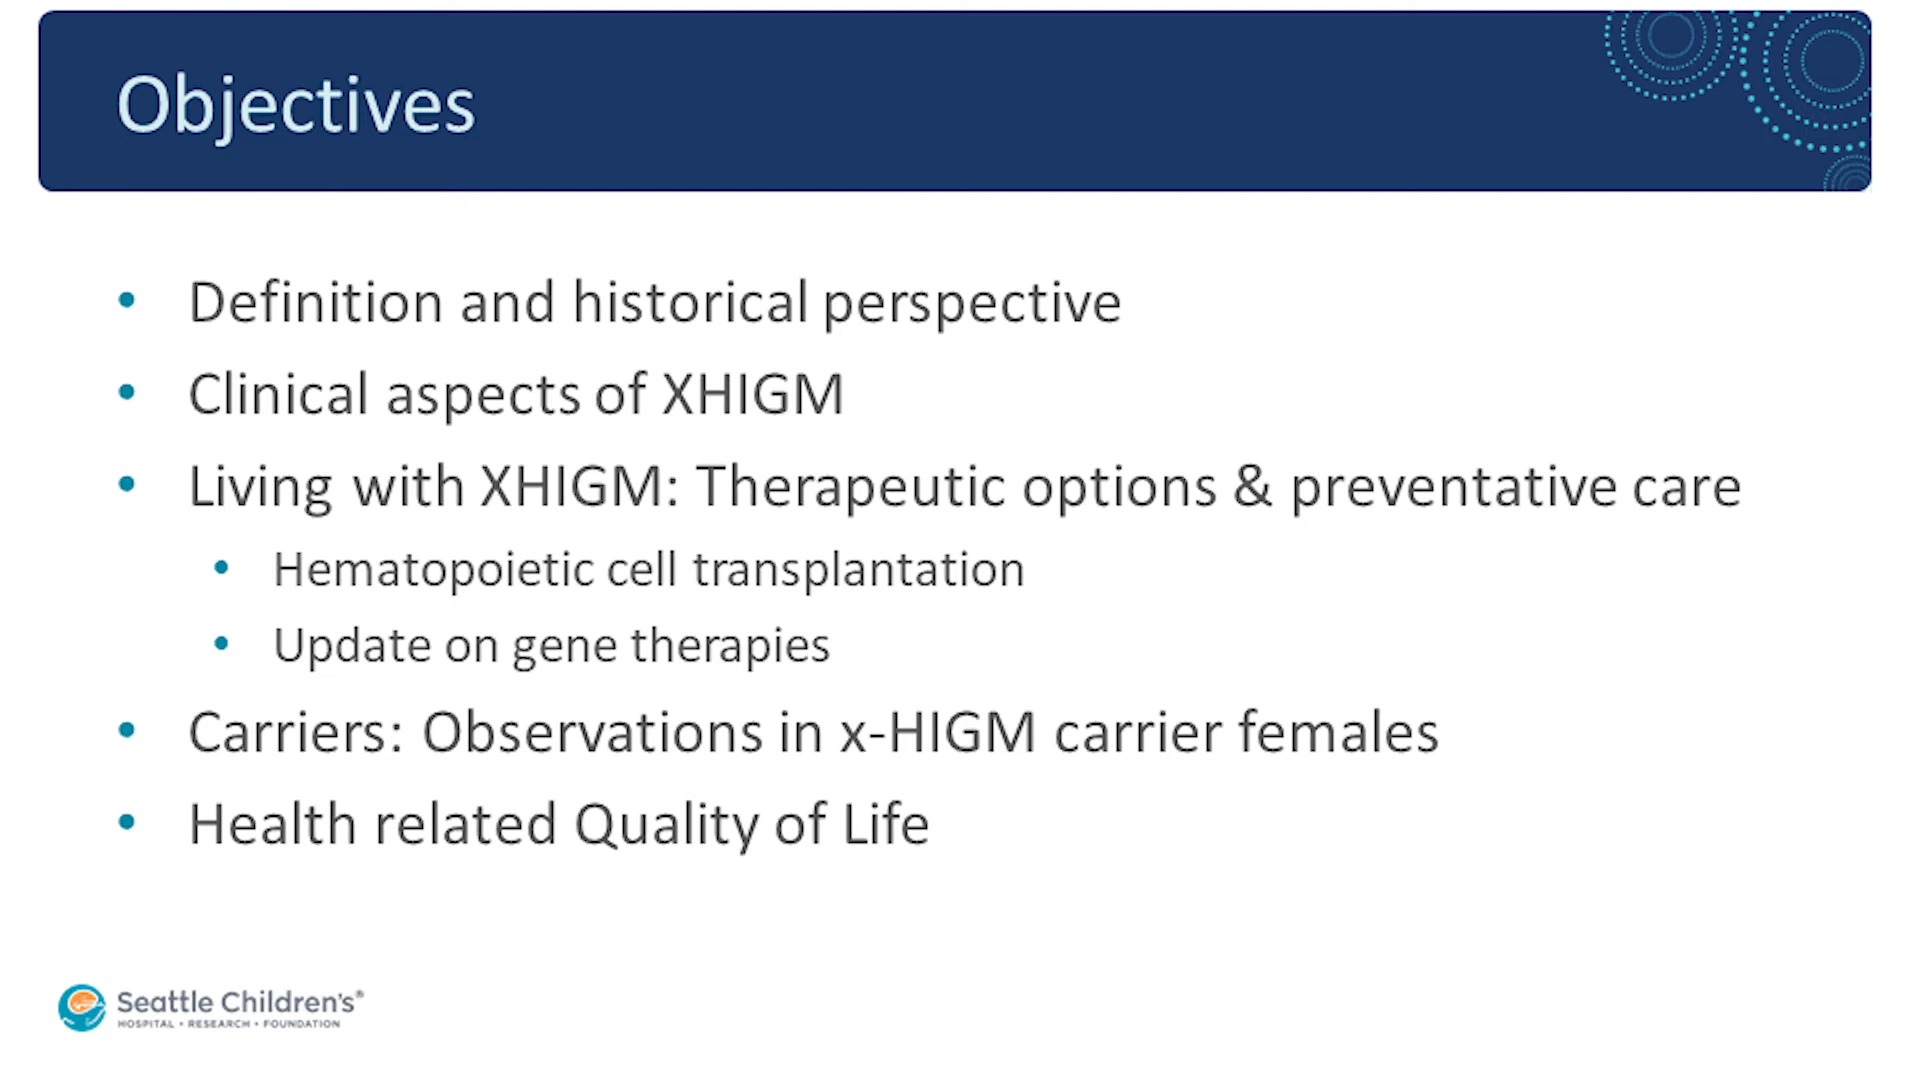 Objectives
• Definition and historical perspective
• Clinical aspects of XHIGM
• Living with XHIGM: Therapeutic options & preventative care
• Hematopoietic cell transplantation
• Update on gene therapies
• Carriers: Observations in x-HIGM carrier females
• Health related Quality of Life
Seattle Children's®
HOSPITAL • RESEARCH • FOUNDATION